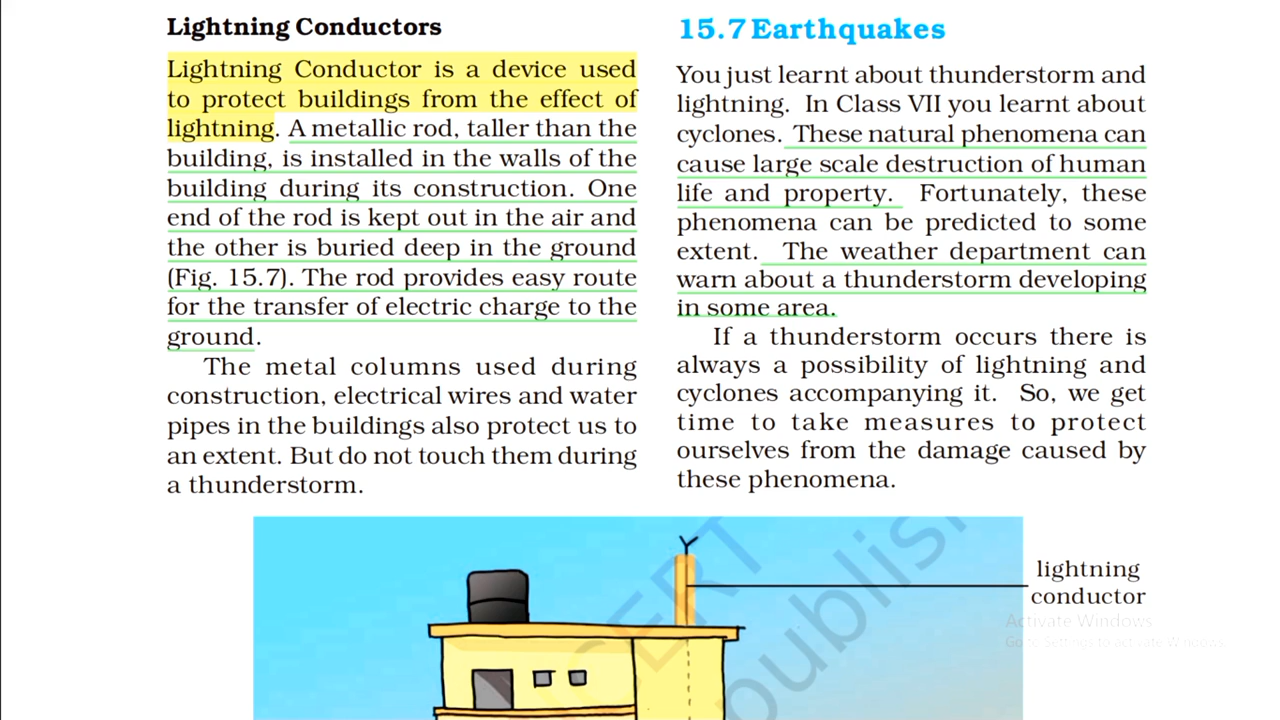 Lightning Conductors
Lightning Conductor is a device used
to protect buildings from the effect of
lightning. A metallic rod, taller than the
building, is installed in the walls of the
building during its construction. One
end of the rod is kept out in the air and
the other is buried deep in the ground
(Fig. 15.7). The rod provides easy route
for the transfer of electric charge to the
ground.
The metal columns used during
construction, electrical wires and water
pipes in the buildings also protect us to
an extent. But do not touch them during
a thunderstorm.
15.7 Earthquakes
You just learnt about thunderstorm and
lightning. In Class VII you learnt about
cyclones. These natural phenomena can
cause large scale destruction of human
life and property. Fortunately, these
phenomena can be predicted to some
extent. The weather department can
warn about a thunderstorm developing
in some area.
If a thunderstorm occurs there is
always a possibility of lightning and
cyclones accompanying it. So, we get
time to take measures to protect
ourselves from the damage caused by
these phenomena.
lightning
conductor
Activate Windows
Go to Settings to activate Windows.